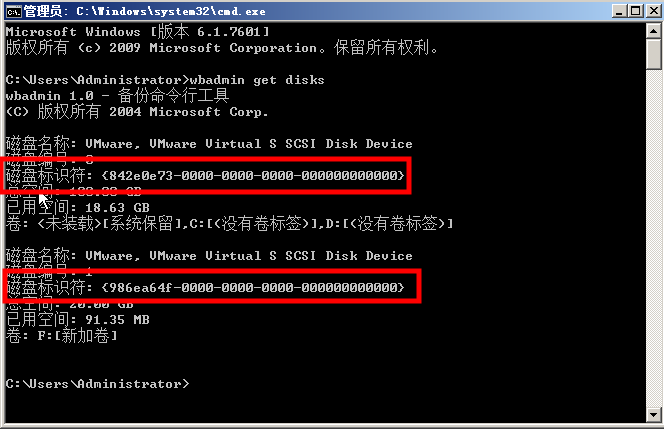 管理员: C:\Windows\system32\cmd.exe
Microsoft Windows [版本 6.1.7601]
版权所有 (c) 2009 Microsoft Corporation。保留所有权利。
C:\Users\Administrator>wbadmin get disks
wbadmin 1.0 - 备份命令行工具
(C) 版权所有 2004 Microsoft Corp.
磁盘名称: VMware, VMware Virtual S SCSI Disk Device
磁盘编号:
磁盘标识符: {842e0e73-0000-0000-0000-000000000000}
总空间: GB
已用空间: 18.63 GB
卷: <未装载>[系统保留],C:[(没有卷标签)],D:[(没有卷标签)]
磁盘名称: VMware, VMware Virtual S SCSI Disk Device
磁盘编号: 1
磁盘标识符: {986ea64f-0000-0000-0000-000000000000}
总空间: 20.00 GB
已用空间: 91.35 MB
卷: F:[新加卷]
C:\Users\Administrator>